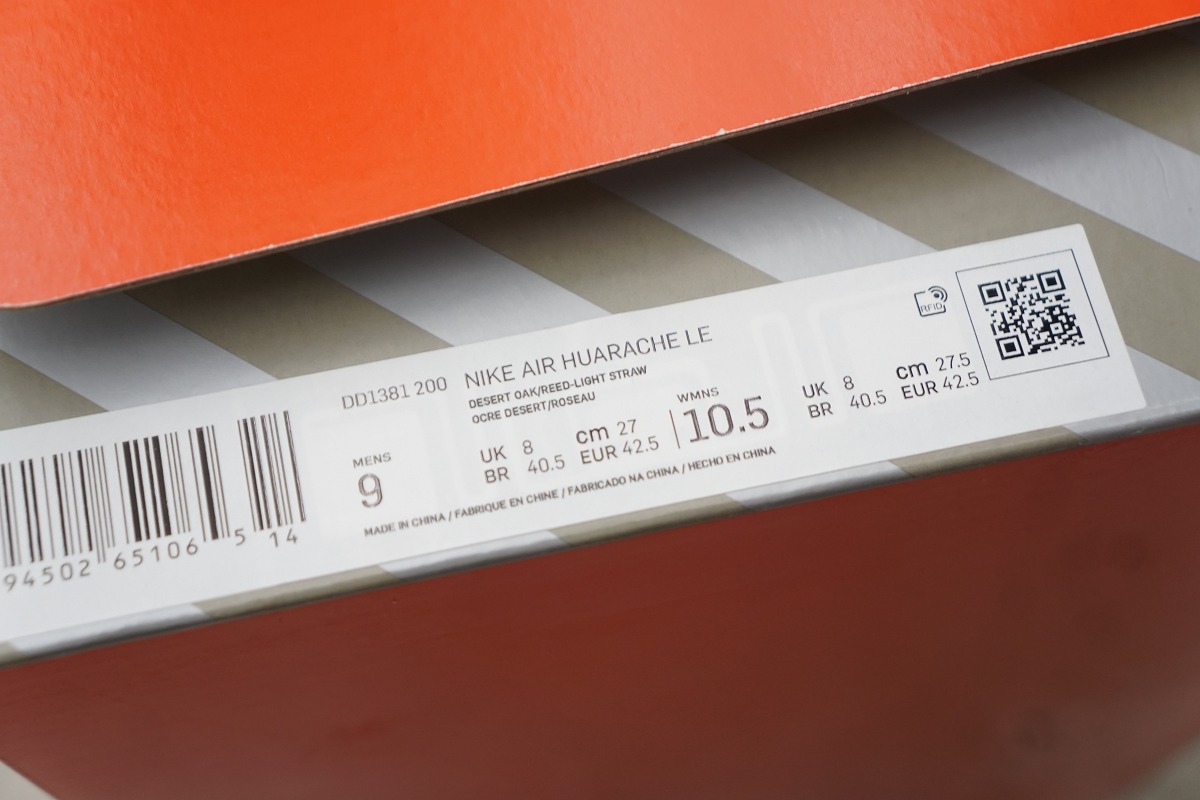 DD1381 200 NIKE AIR HUARACHE LE
DESERT OAK/REED-LIGHT STRAW
OCRE DESERT/ROSEAU
MENS
9
UK 8 cm 27
BR 40.5 EUR 42.5
WMNS
10.5
UK 8 cm 27.5
BR 40.5 EUR 42.5
RFID
MADE IN CHINA / FABRIQUE EN CHINE / FABRICADO NA CHINA / HECHO EN CHINA
94502 65106 5 14